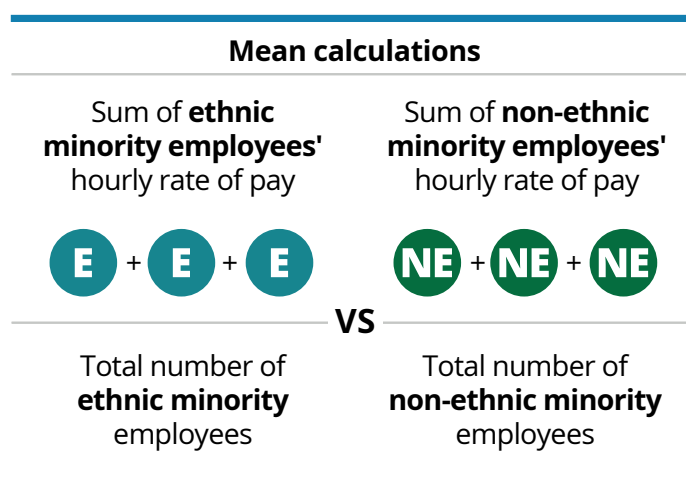 Mean calculations
Sum of ethnic
minority employees'
hourly rate of pay
E + E + E
Sum of non-ethnic
minority employees'
hourly rate of pay
NE + NE + NE
VS
Total number of
ethnic minority
employees
Total number of
non-ethnic minority
employees